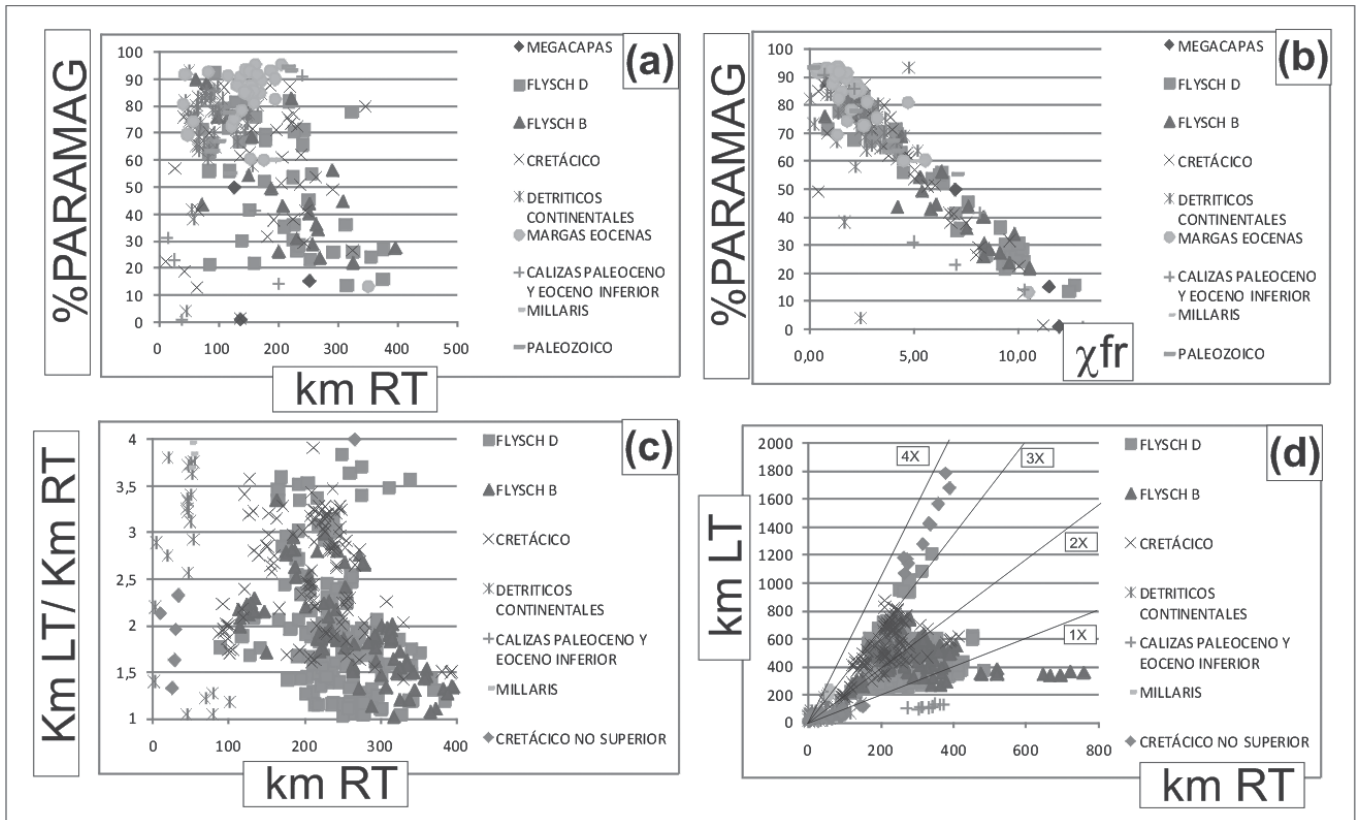 (a)
%PARAMAG
100
90
80
70
60
50
40
30
20
10
0
0
100
200
300
400
500
km RT
MEGACAPAS
FLYSCH D
FLYSCH B
CRETÁCICO
DETRITICOS
CONTINENTALES
MARGAS EOCENAS
CALIZAS PALEOCENO
Y EOCENO INFERIOR
MILLARIS
PALEOZOICO
(b)
%PARAMAG
100
90
80
70
60
50
40
30
20
10
0
0,00
5,00
10,00
χfr
MEGACAPAS
FLYSCH D
FLYSCH B
CRETÁCICO
DETRITICOS
CONTINENTALES
MARGAS EOCENAS
CALIZAS PALEOCENO
Y EOCENO INFERIOR
MILLARIS
PALEOZOICO
(c)
Km LT/ Km RT
4
3,5
3
2,5
2
1,5
1
0
100
200
300
400
km RT
FLYSCH D
FLYSCH B
CRETÁCICO
DETRITICOS
CONTINENTALES
CALIZAS PALEOCENO Y
EOCENO INFERIOR
MILLARIS
CRETÁCICO NO SUPERIOR
(d)
km LT
2000
1800
1600
1400
1200
1000
800
600
400
200
0
0
200
400
600
800
4X
3X
2X
1X
km RT
FLYSCH D
FLYSCH B
CRETÁCICO
DETRITICOS
CONTINENTALES
CALIZAS PALEOCENO Y
EOCENO INFERIOR
MILLARIS
CRETÁCICO NO SUPERIOR